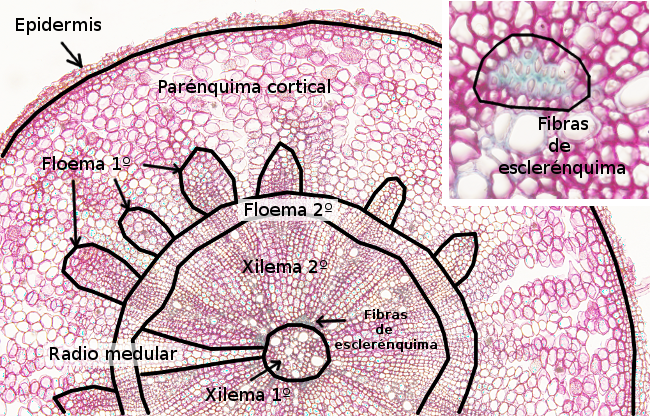 Epidermis
Parénquima cortical
Fibras
de
esclerénquima
Floema 1º
Floema 2º
Xilema 2º
Fibras
de
esclerénquima
Radio medular
Xilema 1º